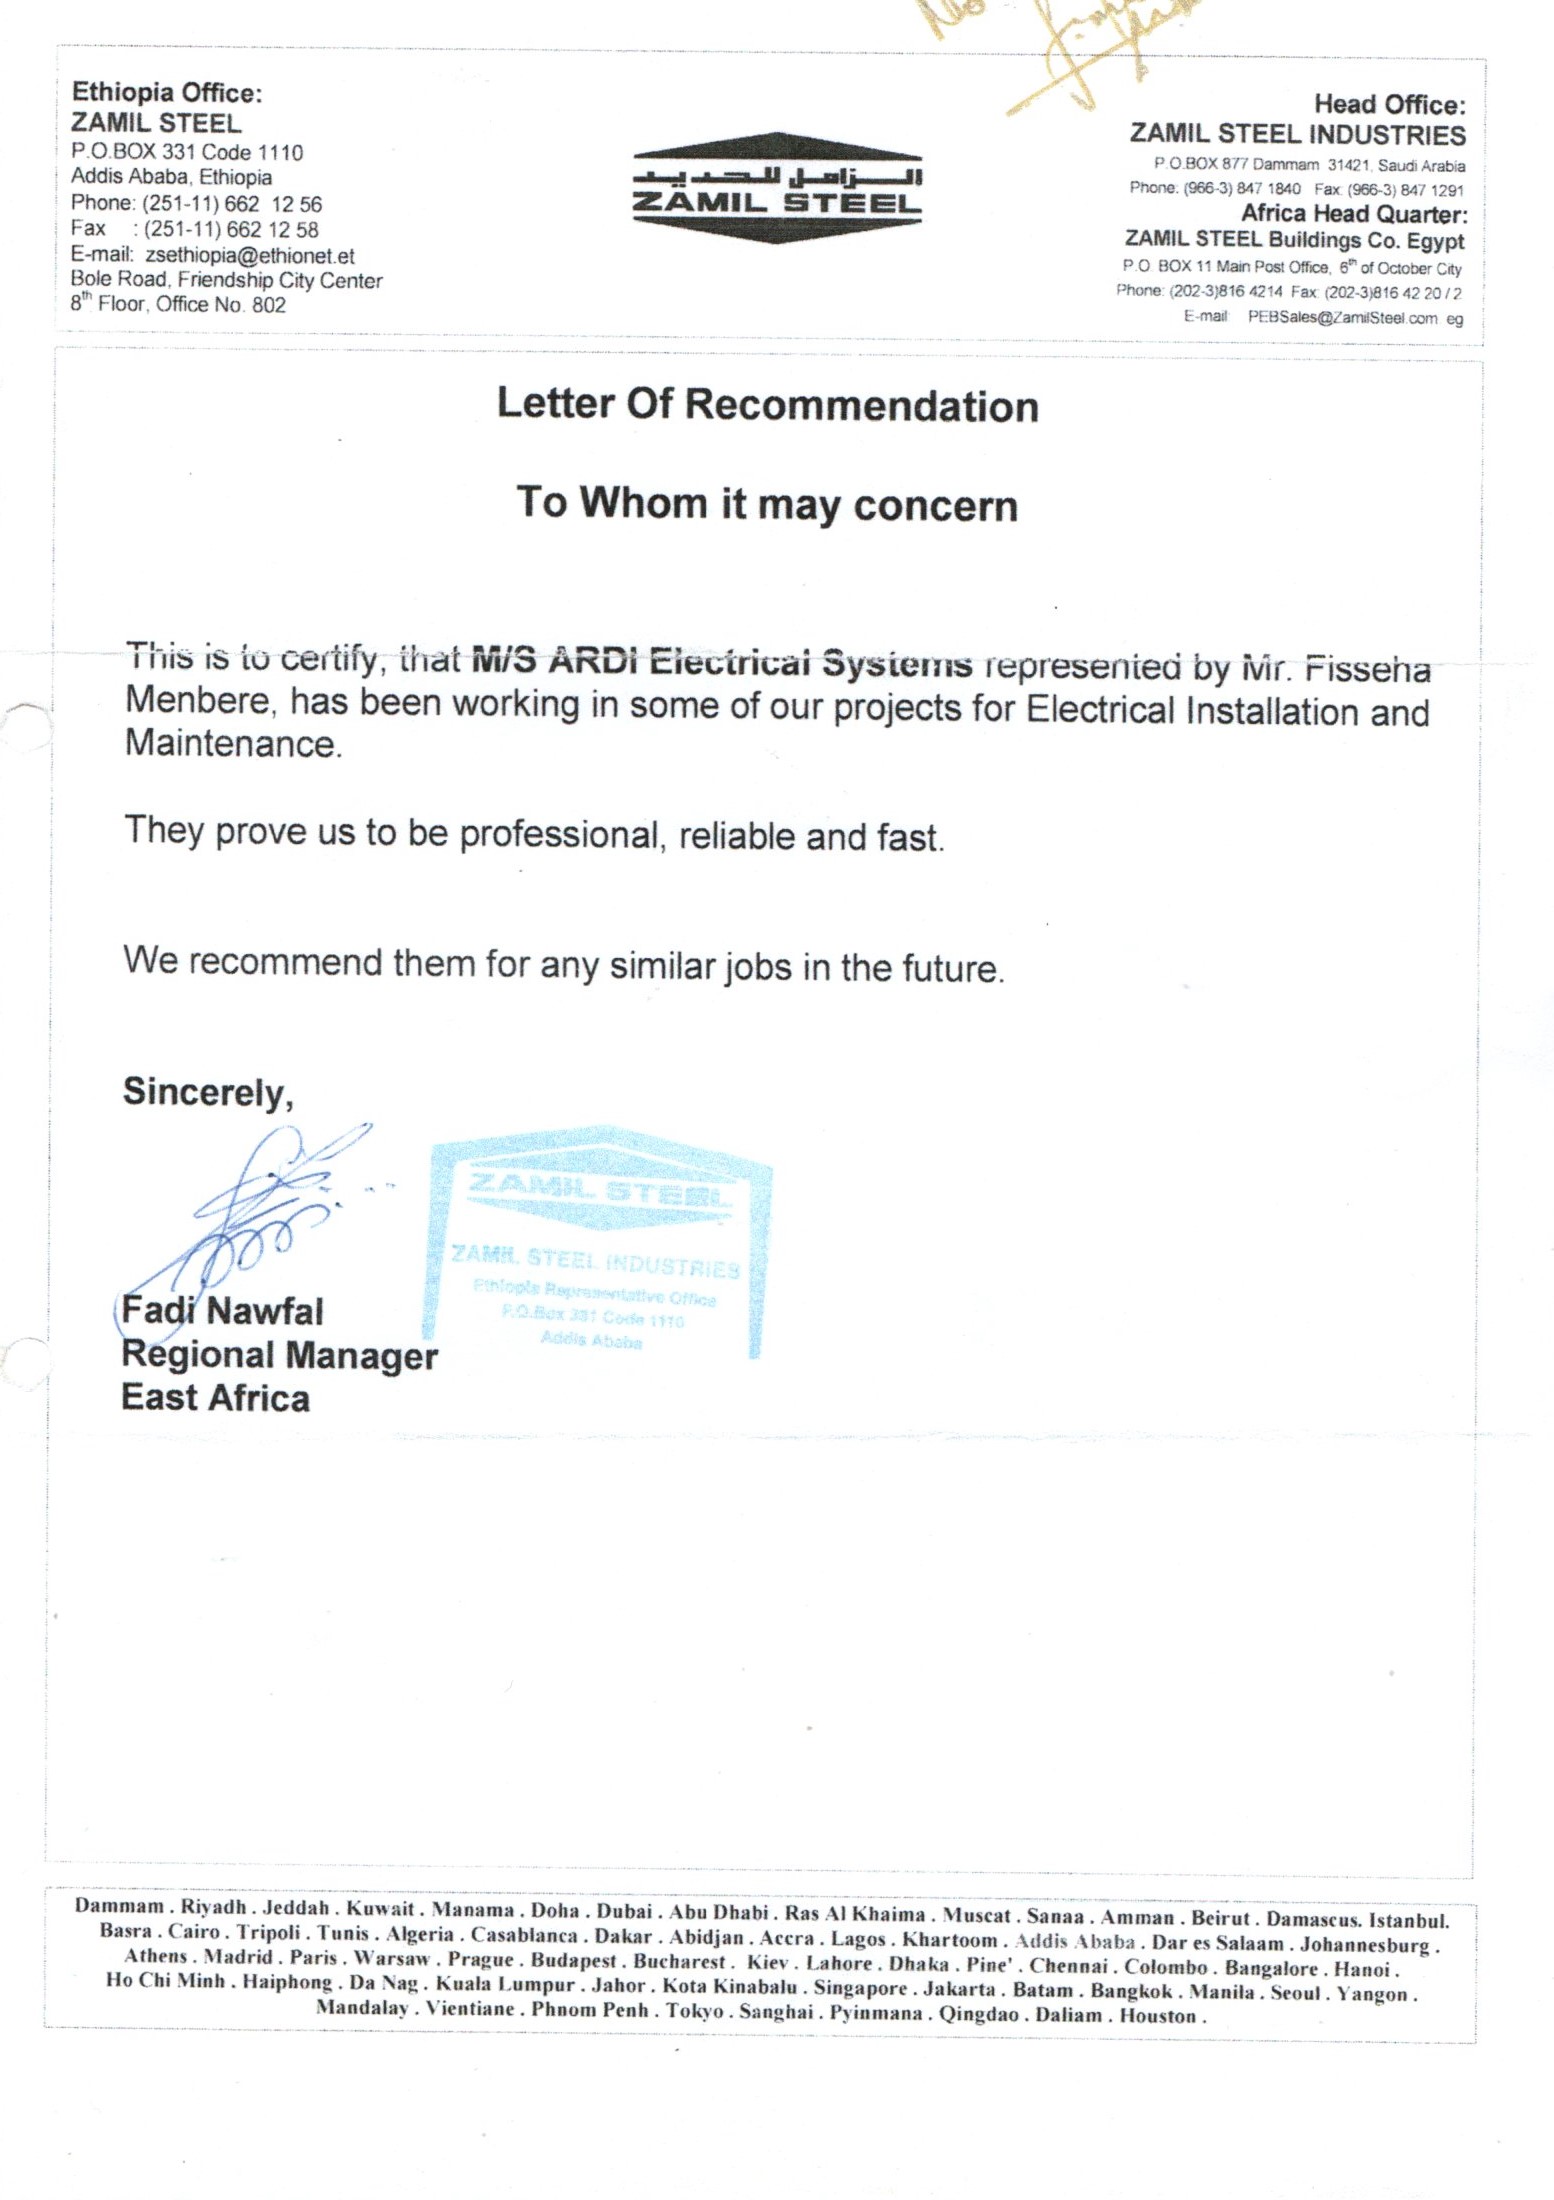 Ethiopia Office:
ZAMIL STEEL
P.O.BOX 331 Code 1110
Addis Ababa, Ethiopia
Phone: (251-11) 662 12 56
Fax : (251-11) 662 12 58
E-mail: zsethiopia@ethionet.et
Bole Road, Friendship City Center
8th Floor, Office No. 802
الزامل للحديد
ZAMIL STEEL
Head Office:
ZAMIL STEEL INDUSTRIES
P.O.BOX 877 Dammam 31421, Saudi Arabia
Phone: (966-3) 847 1840 Fax: (966-3) 847 1291
Africa Head Quarter:
ZAMIL STEEL Buildings Co. Egypt
P.O. BOX 11 Main Post Office, 6th of October City
Phone: (202-3)816 4214 Fax: (202-3)816 42 20 / 2
E-mail: PEBSales@ZamilSteel.com eg
Letter Of Recommendation
To Whom it may concern
This is to certify, that M/S ARDI Electrical Systems represented by Mr. Fisseha
Menbere, has been working in some of our projects for Electrical Installation and
Maintenance.
They prove us to be professional, reliable and fast.
We recommend them for any similar jobs in the future.
Sincerely,
Fadi Nawfal
Regional Manager
East Africa
ZAMIL STEEL
ZAMIL STEEL INDUSTRIES
Ethiopia Representative Office
P.O.Box 331 Code 1110
Addis Ababa
Dammam . Riyadh . Jeddah . Kuwait . Manama . Doha . Dubai . Abu Dhabi . Ras Al Khaima . Muscat . Sanaa . Amman . Beirut . Damascus. Istanbul.
Basra . Cairo . Tripoli . Tunis . Algeria . Casablanca . Dakar . Abidjan . Accra . Lagos . Khartoom . Addis Ababa . Dar es Salaam . Johannesburg .
Athens . Madrid . Paris . Warsaw . Prague . Budapest . Bucharest . Kiev . Lahore . Dhaka . Pine' . Chennai . Colombo . Bangalore . Hanoi .
Ho Chi Minh . Haiphong . Da Nag . Kuala Lumpur . Jahor . Kota Kinabalu . Singapore . Jakarta . Batam . Bangkok . Manila . Seoul . Yangon .
Mandalay . Vientiane . Phnom Penh . Tokyo . Sanghai . Pyinmana . Qingdao . Daliam . Houston .